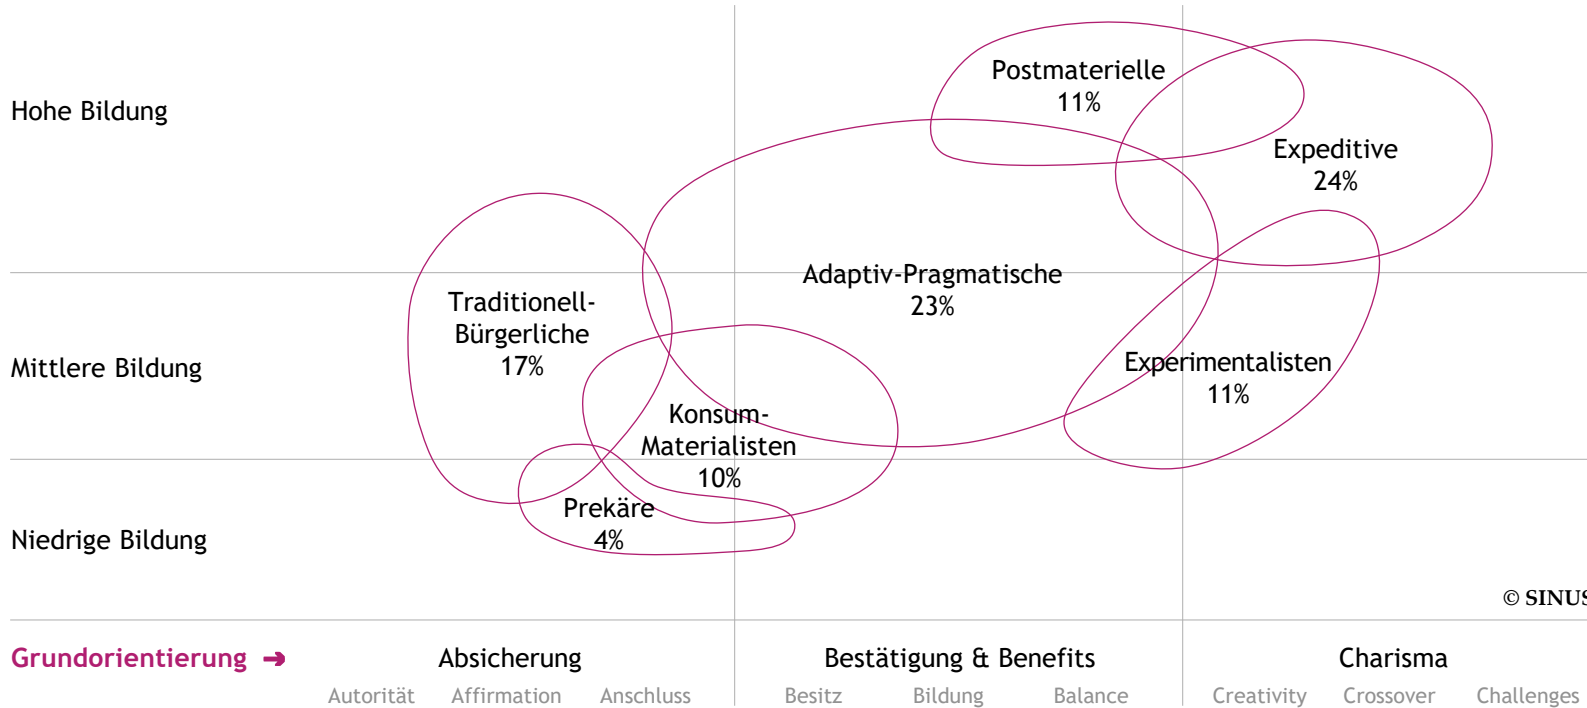 Hohe Bildung
Postmaterielle
11%
Expeditive
24%
Mittlere Bildung
Traditionell-
Bürgerliche
17%
Adaptiv-Pragmatische
23%
Experimentalisten
11%
Konsum-
Materialisten
10%
Niedrige Bildung
Prekäre
4%
© SINUS
Grundorientierung ➔
Absicherung
Bestätigung & Benefits
Charisma
Autorität Affirmation Anschluss Besitz Bildung Balance Creativity Crossover Challenges